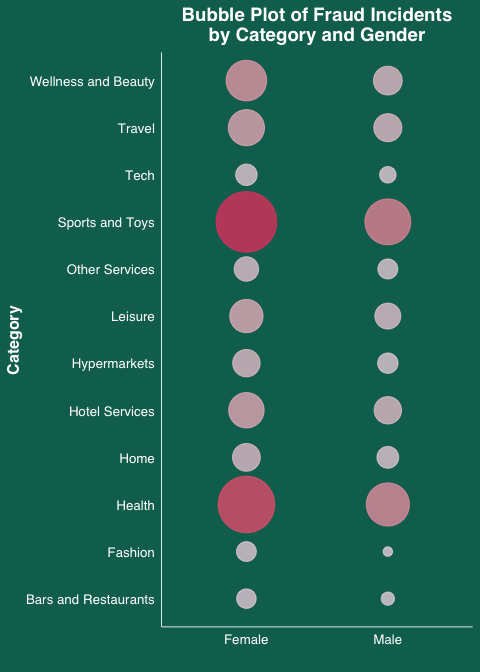 Bubble Plot of Fraud Incidents
by Category and Gender
Wellness and Beauty
Travel
Tech
Sports and Toys
Other Services
Leisure
Category
Hypermarkets
Hotel Services
Home
Health
Fashion
Bars and Restaurants
Female
Male